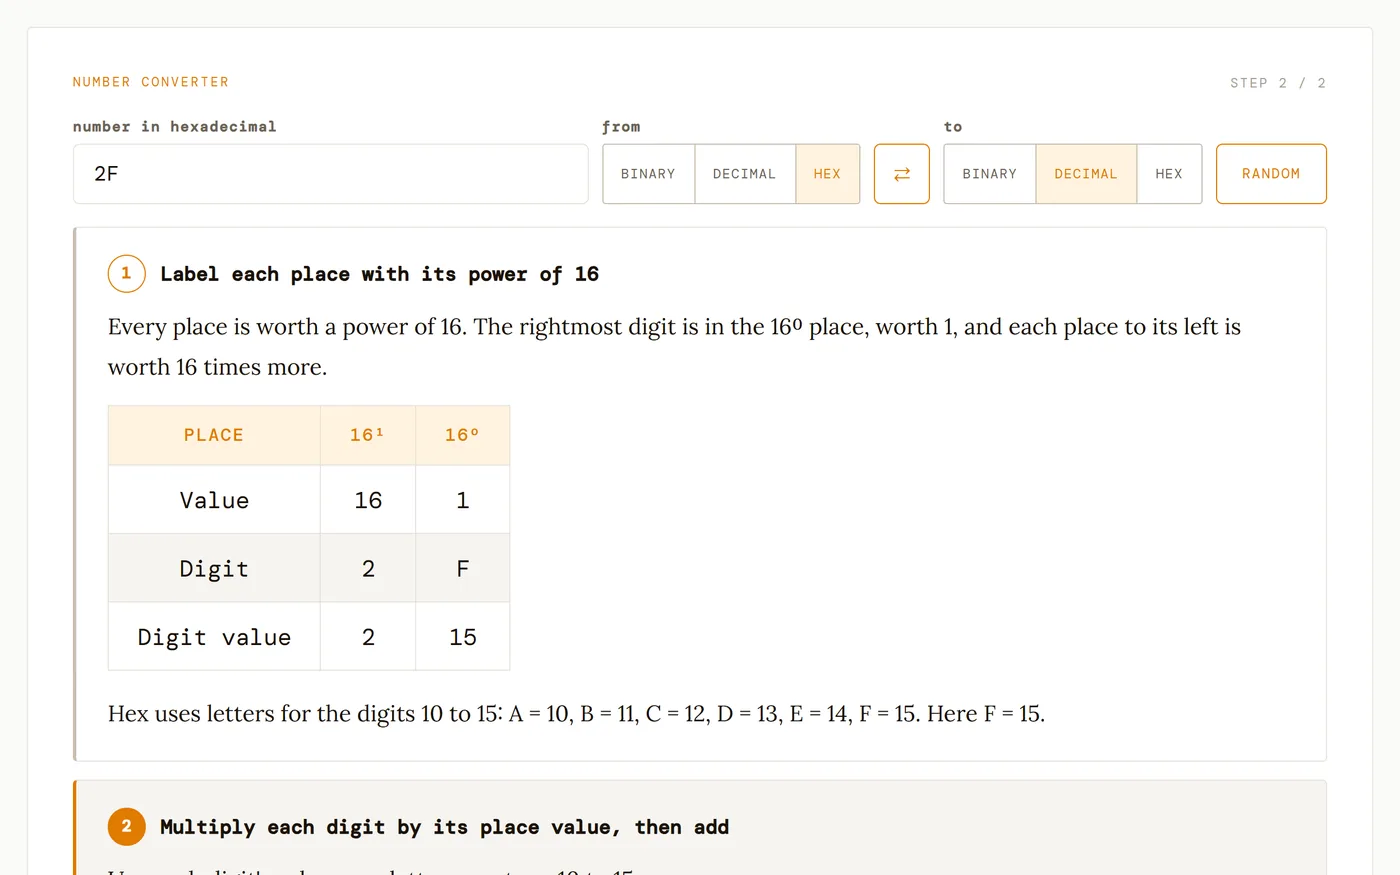 NUMBER CONVERTER
STEP 2 / 2
number in hexadecimal
from
to
2F
BINARY DECIMAL HEX
⇄
BINARY DECIMAL HEX
RANDOM
1 Label each place with its power of 16
Every place is worth a power of 16. The rightmost digit is in the 16⁰ place, worth 1, and each place to its left is
worth 16 times more.
PLACE 16¹ 16⁰
Value 16 1
Digit 2 F
Digit value 2 15
Hex uses letters for the digits 10 to 15: A = 10, B = 11, C = 12, D = 13, E = 14, F = 15. Here F = 15.
2 Multiply each digit by its place value, then add